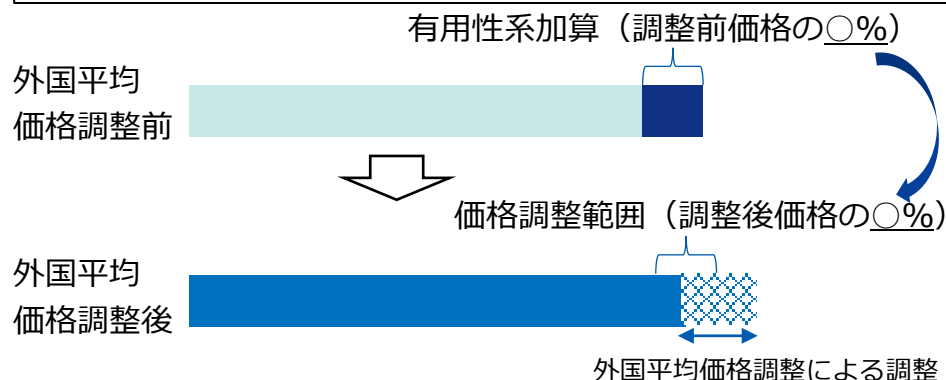 有用性系加算（調整前価格の○%）
外国平均
価格調整前
価格調整範囲（調整後価格の○%）
外国平均
価格調整後
外国平均価格調整による調整